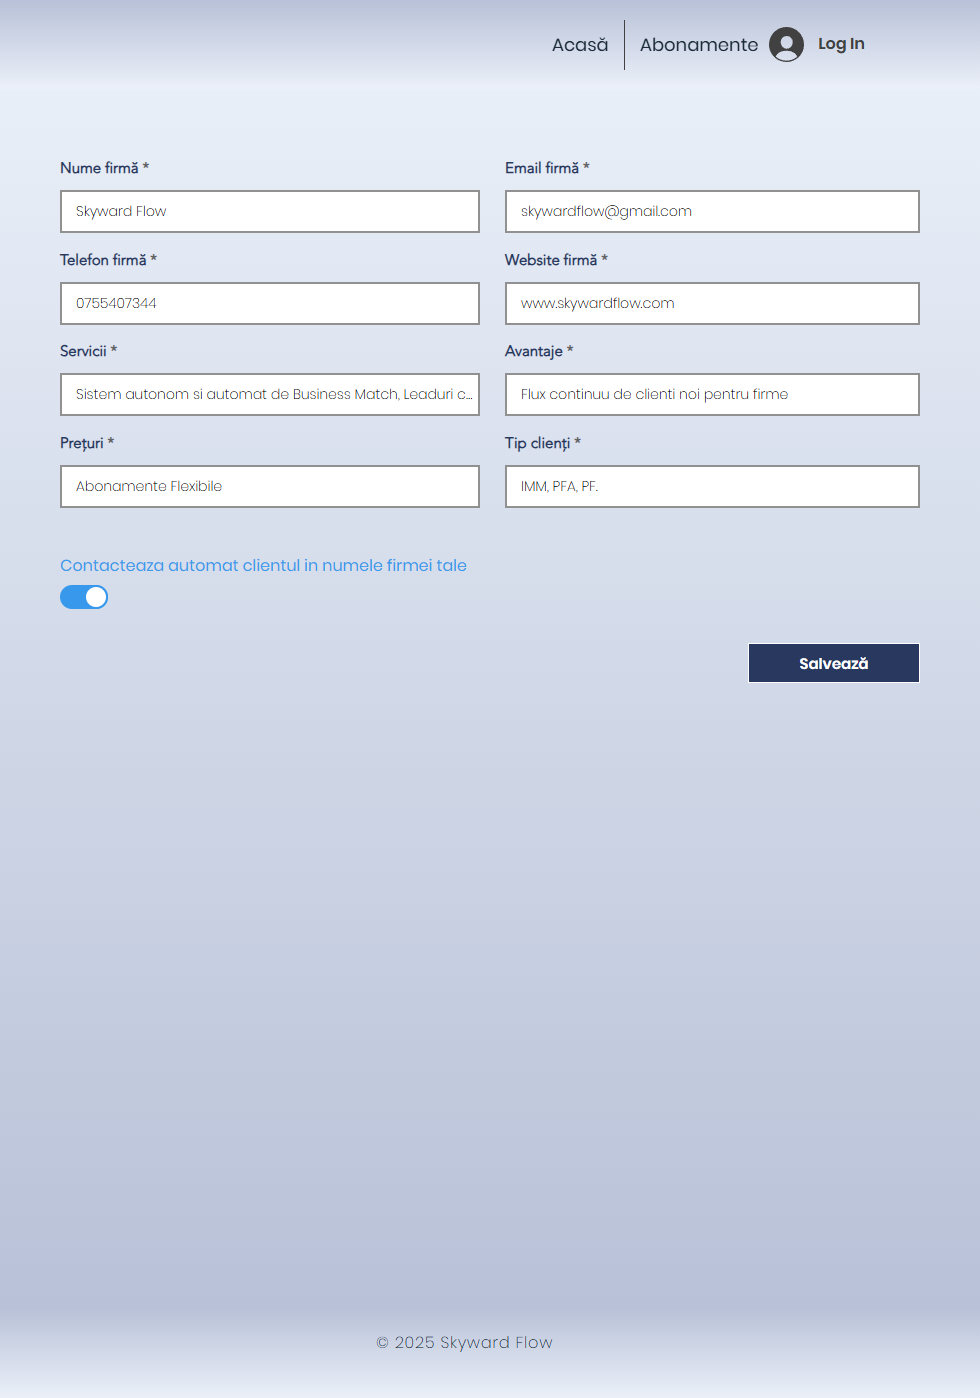 Acasă
Abonamente
Log In
Nume firmă *
Email firmă *
Skyward Flow
skywardflow@gmail.com
Telefon firmă *
Website firmă *
0755407344
www.skywardflow.com
Servicii *
Avantaje *
Sistem autonom si automat de Business Match, Leaduri c...
Flux continuu de clienti noi pentru firme
Prețuri *
Tip clienți *
Abonamente Flexibile
IMM, PFA, PF.
Contacteaza automat clientul in numele firmei tale
Salvează
© 2025 Skyward Flow